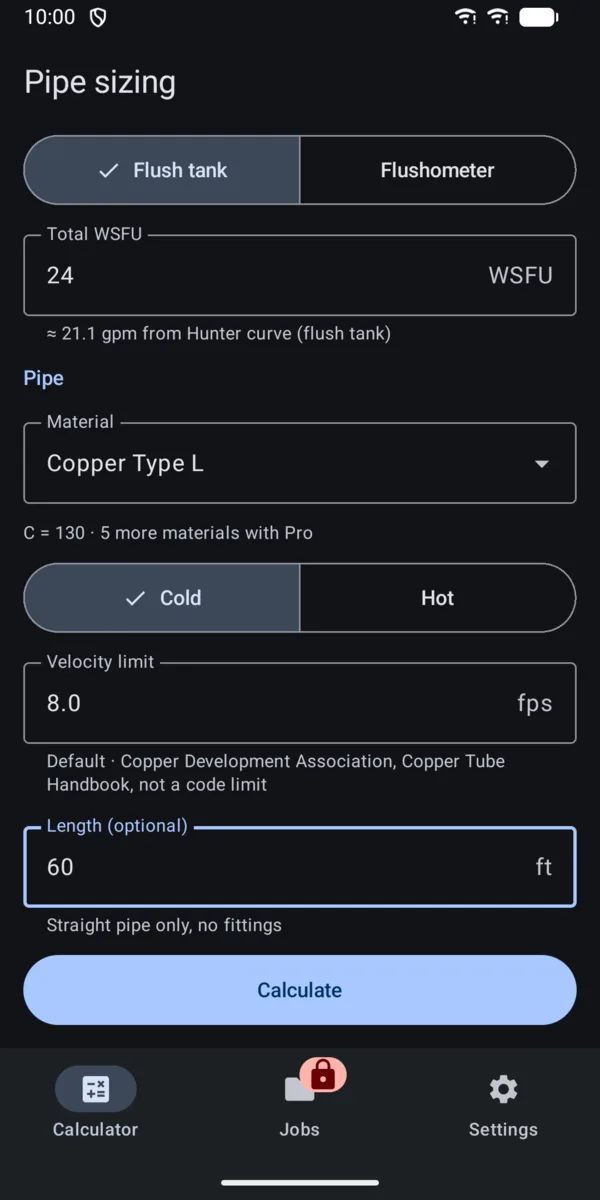 10:00
Pipe sizing
Flush tank
Flushometer
Total WSFU
24
WSFU
≈ 21.1 gpm from Hunter curve (flush tank)
Pipe
Material
Copper Type L
C = 130 · 5 more materials with Pro
Cold
Hot
Velocity limit
8.0
fps
Default · Copper Development Association, Copper Tube
Handbook, not a code limit
Length (optional)
60
ft
Straight pipe only, no fittings
Calculate
Calculator
Jobs
Settings